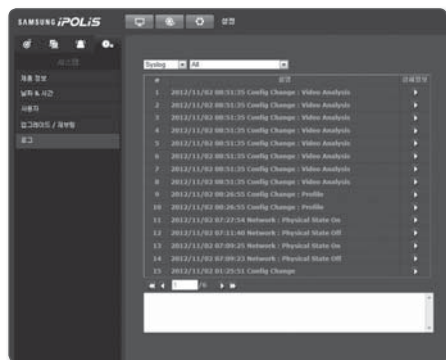 SAMSUNG iPOLiS
설정
시스템
제품 정보
날짜 & 시간
사용자
업그레이드 / 재부팅
로그
Syslog All
# 설명 상세정보
1 2012/11/02 08:51:35 Config Change : Video Analysis
2 2012/11/02 08:51:35 Config Change : Video Analysis
3 2012/11/02 08:51:35 Config Change : Video Analysis
4 2012/11/02 08:51:35 Config Change : Video Analysis
5 2012/11/02 08:51:35 Config Change : Video Analysis
6 2012/11/02 08:51:35 Config Change : Video Analysis
7 2012/11/02 08:51:35 Config Change : Video Analysis
8 2012/11/02 08:51:35 Config Change : Video Analysis
9 2012/11/02 08:26:55 Config Change : Profile
10 2012/11/02 08:26:55 Config Change : Profile
11 2012/11/02 07:27:54 Network : Physical State On
12 2012/11/02 07:11:40 Network : Physical State Off
13 2012/11/02 07:09:25 Network : Physical State On
14 2012/11/02 07:09:23 Network : Physical State Off
15 2012/11/02 01:25:51 Config Change
1 /6